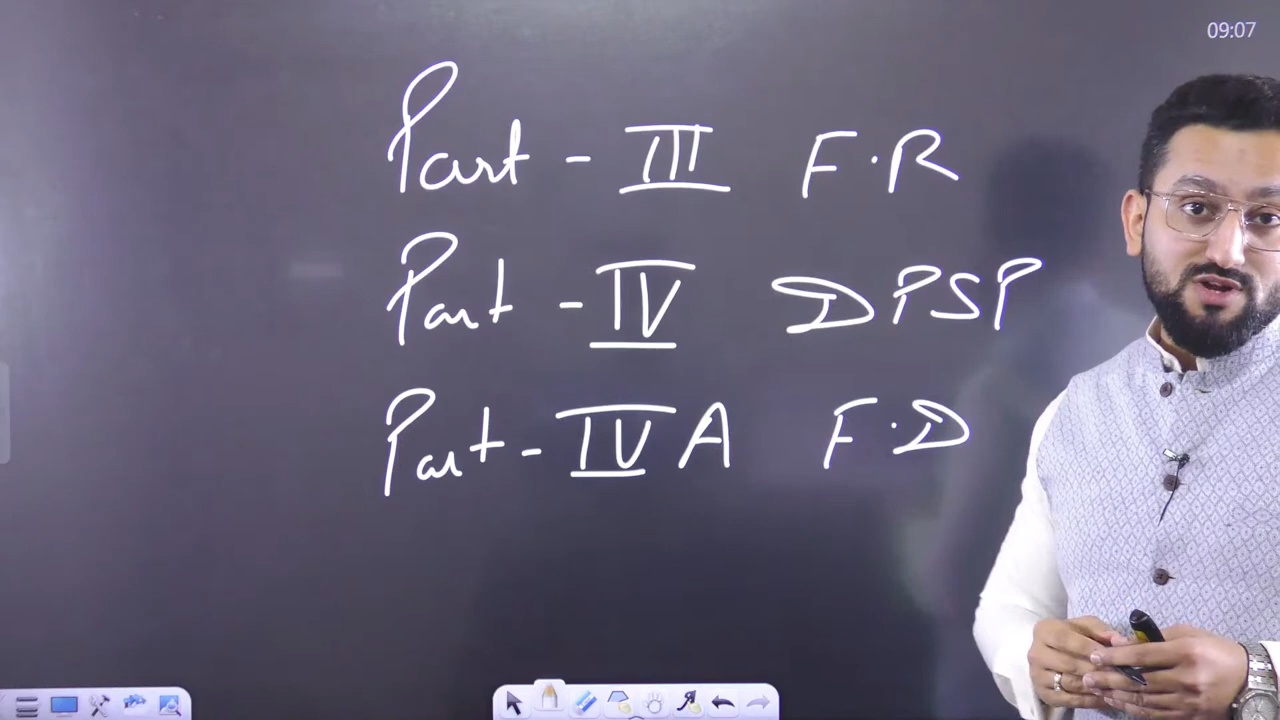 09:07
Part - III F.R
Part - IV DPSP
Part - IV A F.D